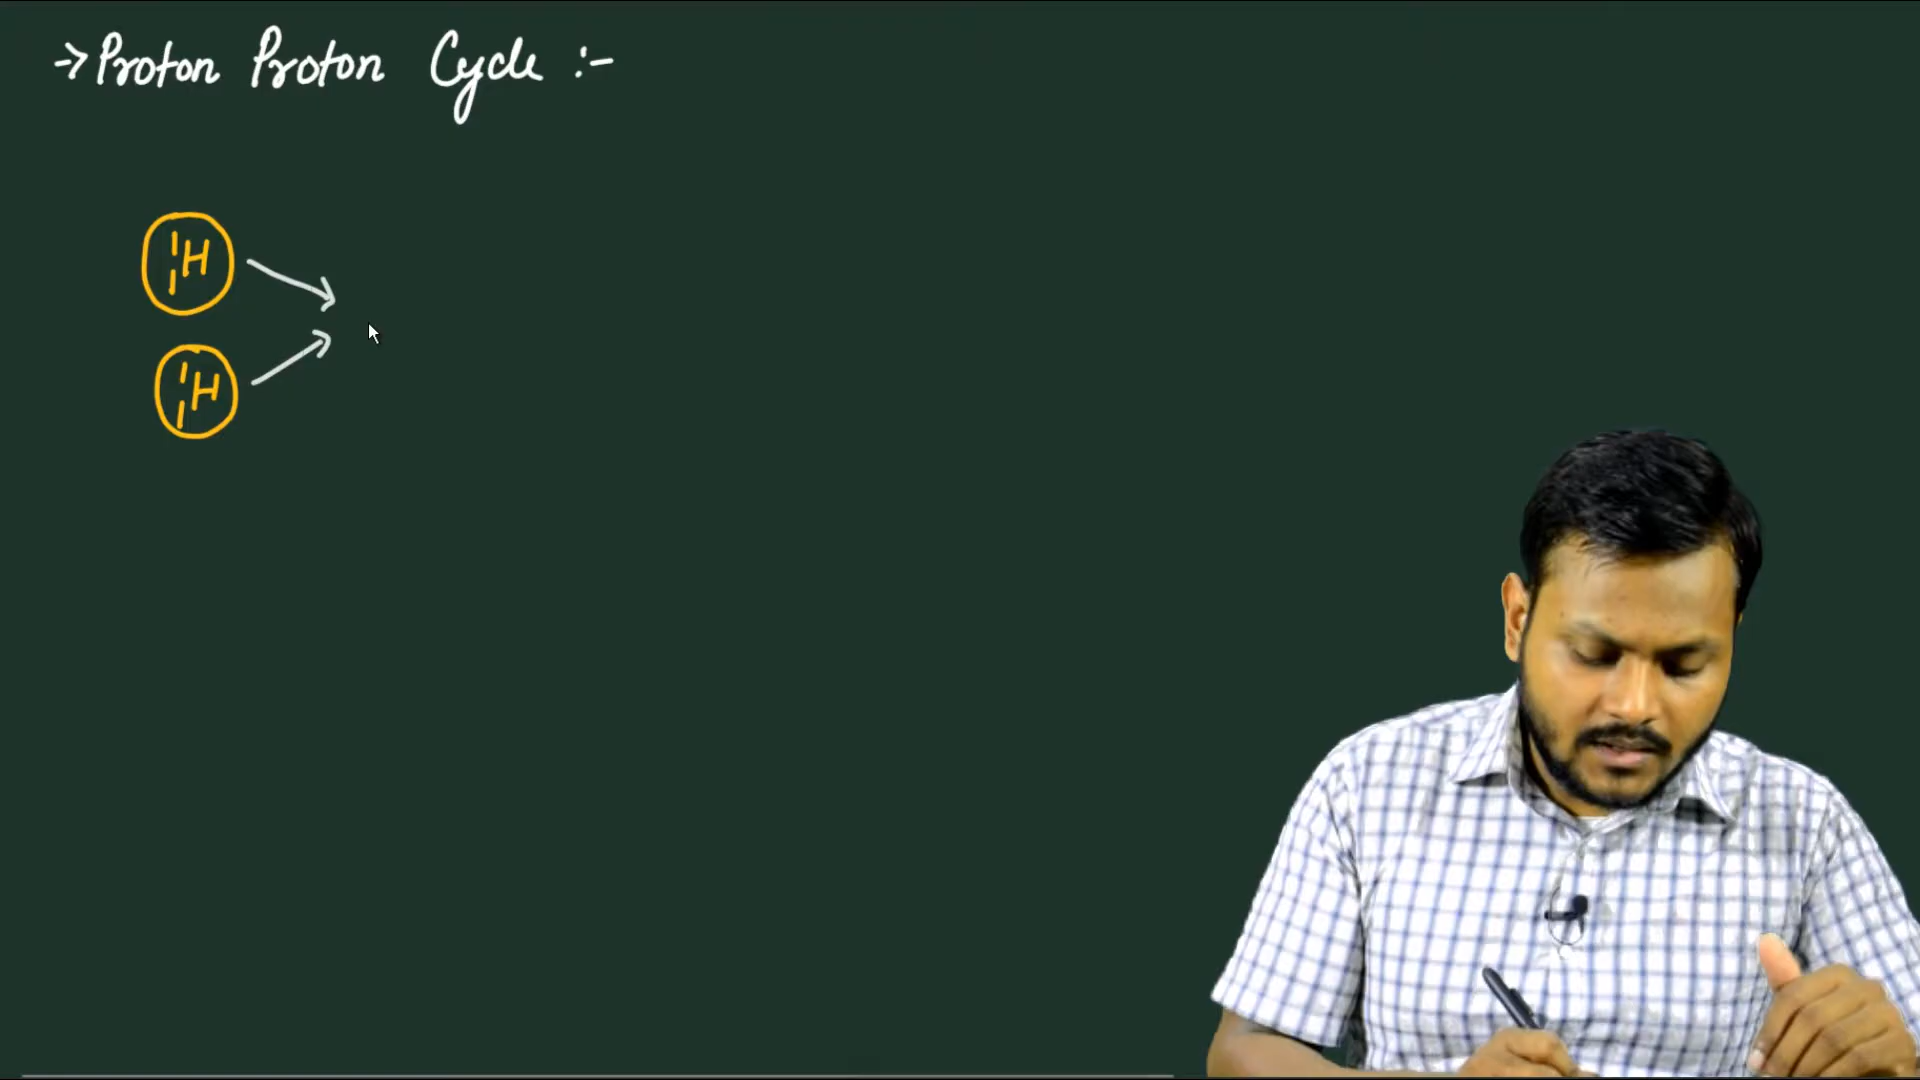 →Proton Proton Cycle :-
¹₁H
¹₁H